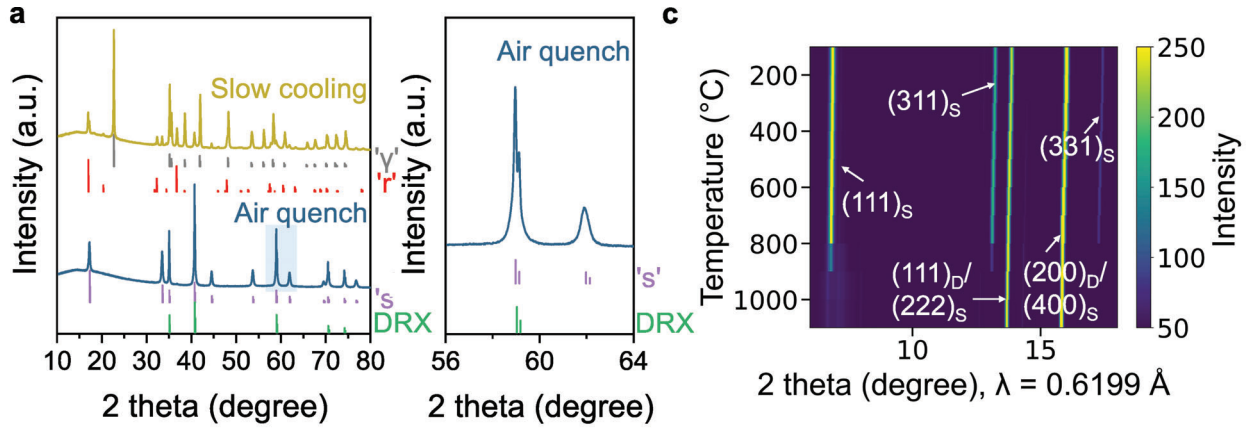 a
Intensity (a.u.)
Slow cooling
'γ'
'r'
Air quench
's
DRX
10 20 30 40 50 60 70 80
2 theta (degree)
Intensity (a.u.)
Air quench
's'
DRX
56 60 64
2 theta (degree)
c
Temperature (°C)
200
400
600
800
1000
(311)S
(331)S
(111)S
(111)D/
(222)S
(200)D/
(400)S
10 15
2 theta (degree), λ = 0.6199 Å
250
200
150
100
50
Intensity